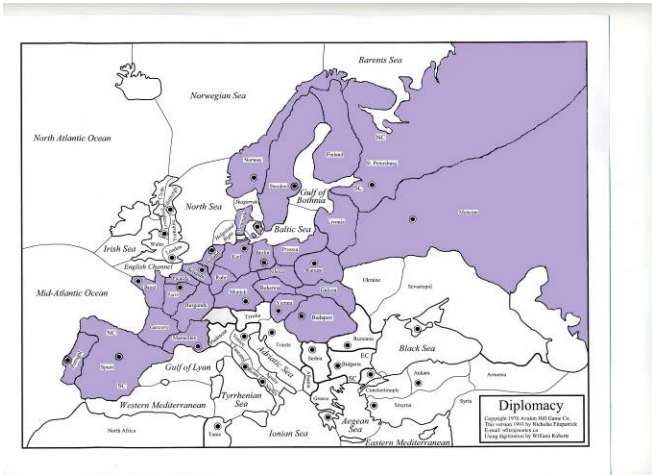 Barents Sea
Norwegian Sea
North Atlantic Ocean
NC
Norway
Finland
St. Petersburg
Sweden
Gulf of
Bothnia
SC
Skagerrak
North Sea
Livonia
Moscow
Baltic Sea
Irish Sea
Wales
London
Kiel
Berlin
Prussia
English Channel
Ruhr
Silesia
Warsaw
Mid-Atlantic Ocean
Brest
Paris
Burgundy
Munich
Bohemia
Galicia
Ukraine
Sevastopol
Vienna
Tyrolia
Budapest
Gascony
Marseilles
Piedmont
Venice
Trieste
Rumania
NC
Spain
SC
Gulf of Lyon
Adriatic Sea
Serbia
Bulgaria
EC
SC
Black Sea
Armenia
Ankara
Constantinople
Western Mediterranean
Tyrrhenian
Sea
Apulia
Greece
Smyrna
Syria
North Africa
Tunis
Ionian Sea
Aegean
Sea
Eastern Mediterranean
Diplomacy
Copyright 1976 Avalon Hill Game Co.
This version 1993 by Nicholas Fitzpatrick
Using digitization by William Roberts